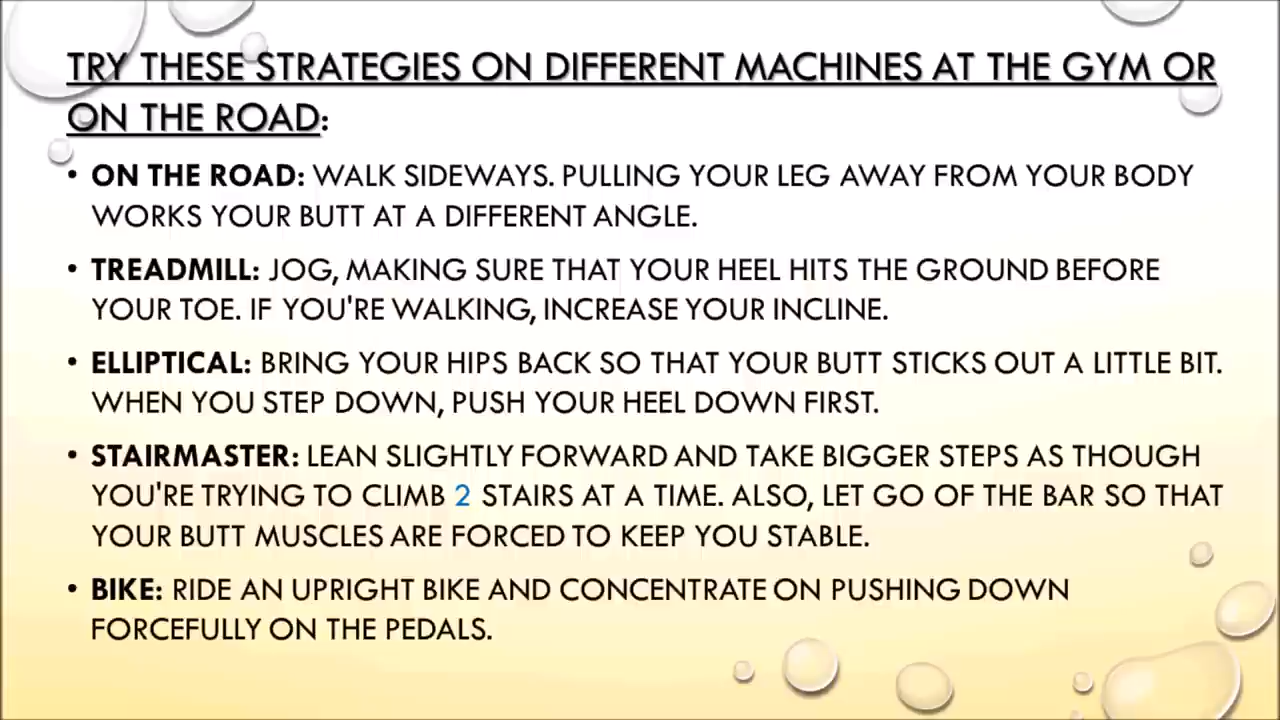 TRY THESE STRATEGIES ON DIFFERENT MACHINES AT THE GYM OR
ON THE ROAD:
• ON THE ROAD: WALK SIDEWAYS. PULLING YOUR LEG AWAY FROM YOUR BODY
WORKS YOUR BUTT AT A DIFFERENT ANGLE.
• TREADMILL: JOG, MAKING SURE THAT YOUR HEEL HITS THE GROUND BEFORE
YOUR TOE. IF YOU'RE WALKING, INCREASE YOUR INCLINE.
• ELLIPTICAL: BRING YOUR HIPS BACK SO THAT YOUR BUTT STICKS OUT A LITTLE BIT.
WHEN YOU STEP DOWN, PUSH YOUR HEEL DOWN FIRST.
• STAIRMASTER: LEAN SLIGHTLY FORWARD AND TAKE BIGGER STEPS AS THOUGH
YOU'RE TRYING TO CLIMB 2 STAIRS AT A TIME. ALSO, LET GO OF THE BAR SO THAT
YOUR BUTT MUSCLES ARE FORCED TO KEEP YOU STABLE.
• BIKE: RIDE AN UPRIGHT BIKE AND CONCENTRATE ON PUSHING DOWN
FORCEFULLY ON THE PEDALS.